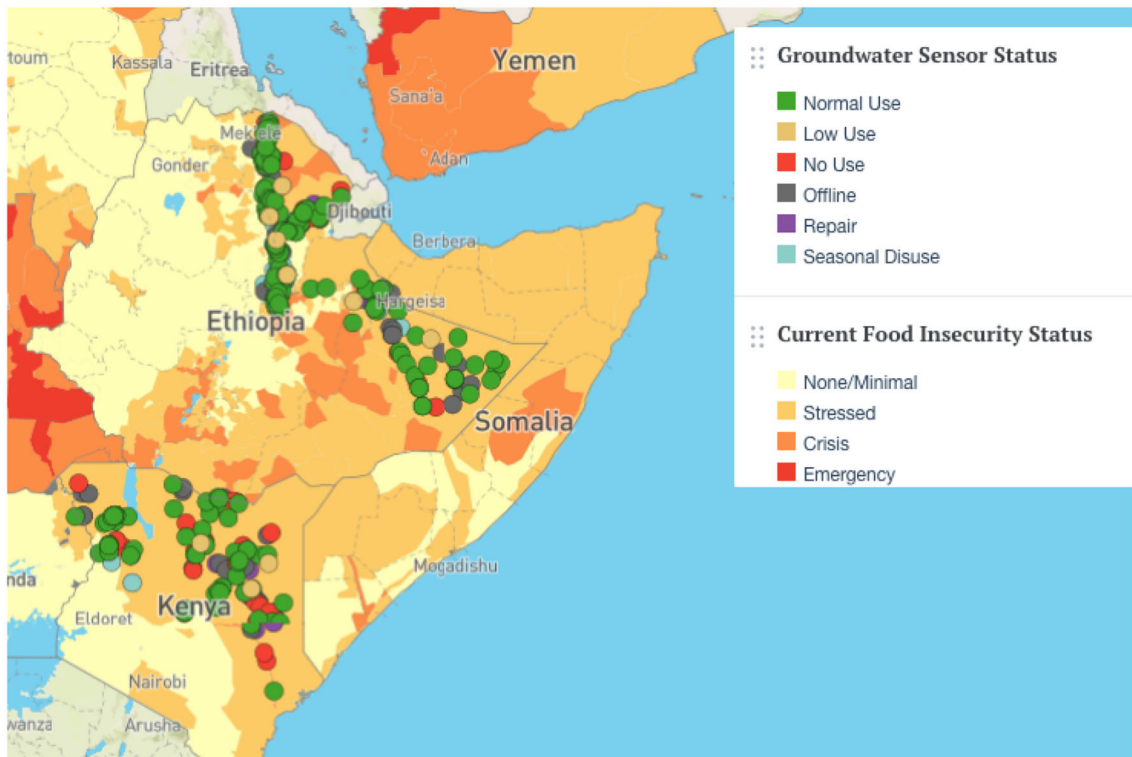 toum
Kassala
Eritrea
Yemen
Sana'a
Mekiele
Adan
Gonder
Djibouti
Berbera
Hargeisa
Ethiopia
Somalia
Mogadishu
nda
Kenya
Eldoret
Nairobi
wanza
Arusha
Groundwater Sensor Status
Normal Use
Low Use
No Use
Offline
Repair
Seasonal Disuse
Current Food Insecurity Status
None/Minimal
Stressed
Crisis
Emergency